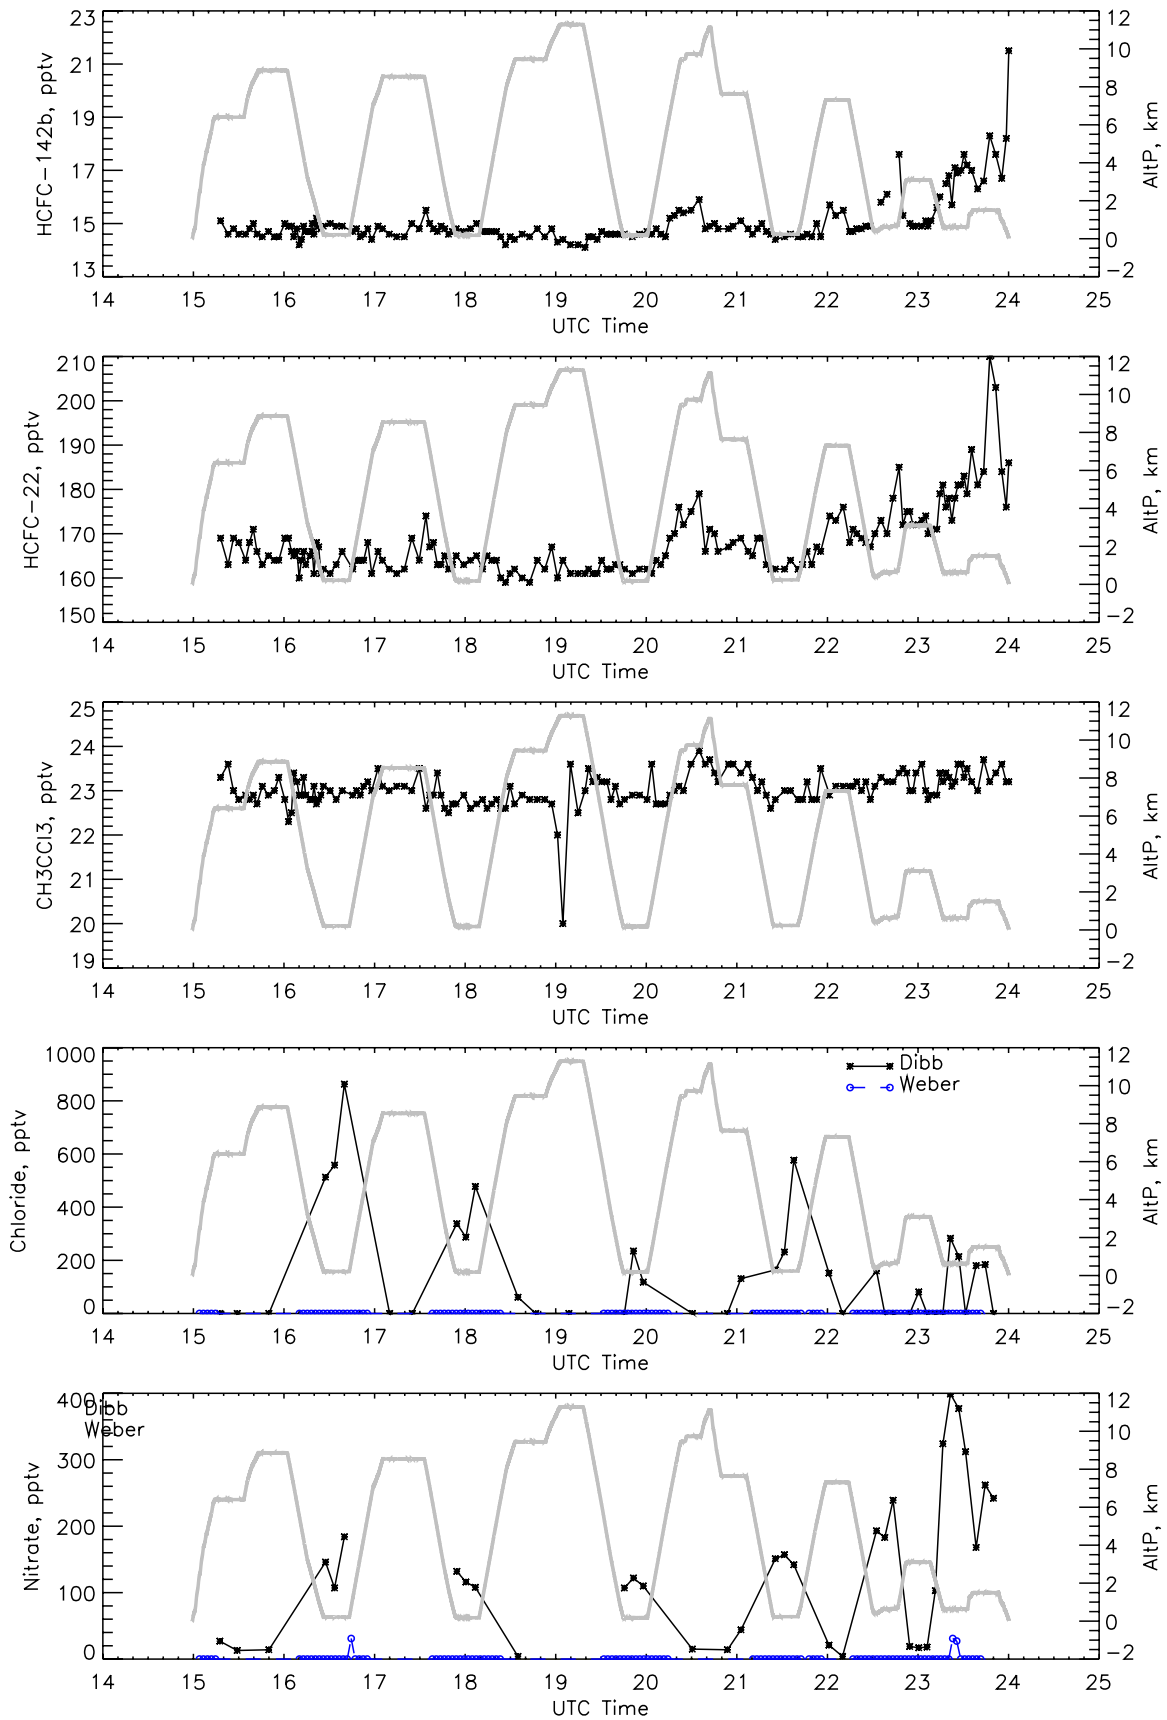 23
21
19
17
15
13
HCFC-142b, pptv
12
10
8
6
4
2
0
-2
AltP, km
14 15 16 17 18 19 20 21 22 23 24 25
UTC Time
210
200
190
180
170
160
150
HCFC-22, pptv
12
10
8
6
4
2
0
-2
AltP, km
14 15 16 17 18 19 20 21 22 23 24 25
UTC Time
25
24
23
22
21
20
19
CH3CCl3, pptv
12
10
8
6
4
2
0
-2
AltP, km
14 15 16 17 18 19 20 21 22 23 24 25
UTC Time
1000
800
600
400
200
0
Chloride, pptv
Dibb
Weber
12
10
8
6
4
2
0
-2
AltP, km
14 15 16 17 18 19 20 21 22 23 24 25
UTC Time
400
Dibb
Weber
300
200
100
0
Nitrate, pptv
12
10
8
6
4
2
0
-2
AltP, km
14 15 16 17 18 19 20 21 22 23 24 25
UTC Time